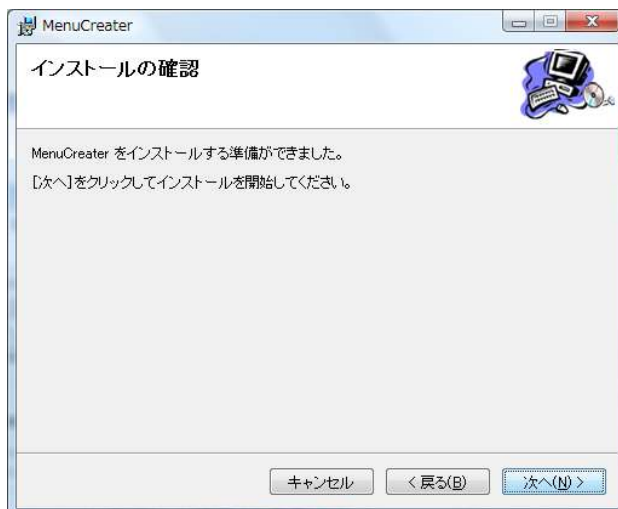 MenuCreater
インストールの確認
MenuCreater をインストールする準備ができました。
[次へ]をクリックしてインストールを開始してください。
キャンセル
< 戻る(B)
次へ(N) >